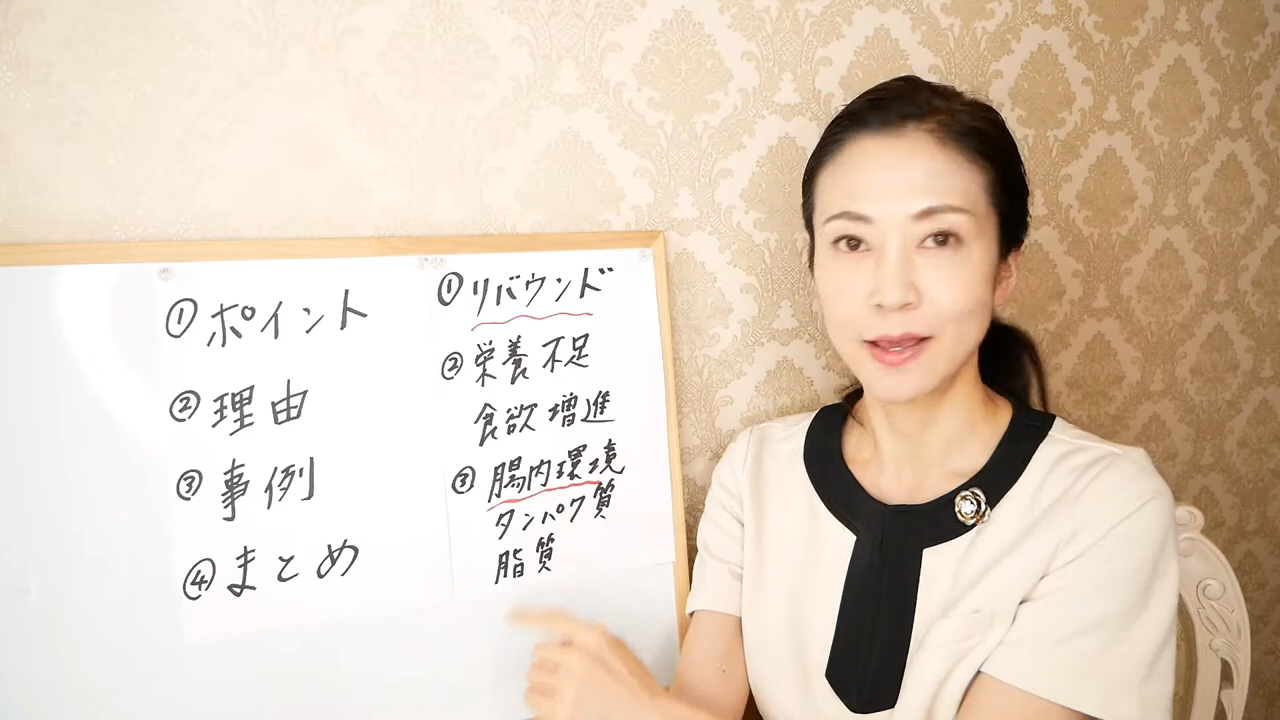 ①ポイント
②理由
③事例
④まとめ
①リバウンド
②栄養不足
食欲増進
③腸内環境
タンパク質
脂質